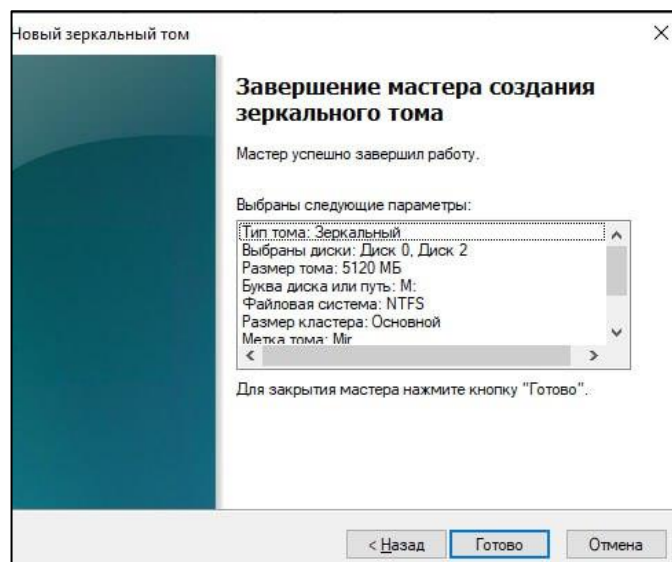 Новый зеркальный том
Завершение мастера создания
зеркального тома
Мастер успешно завершил работу.
Выбраны следующие параметры:
Тип тома: Зеркальный
Выбраны диски: Диск 0, Диск 2
Размер тома: 5120 МБ
Буква диска или путь: M:
Файловая система: NTFS
Размер кластера: Основной
Метка тома: Mir
Для закрытия мастера нажмите кнопку "Готово".
< Назад Готово Отмена